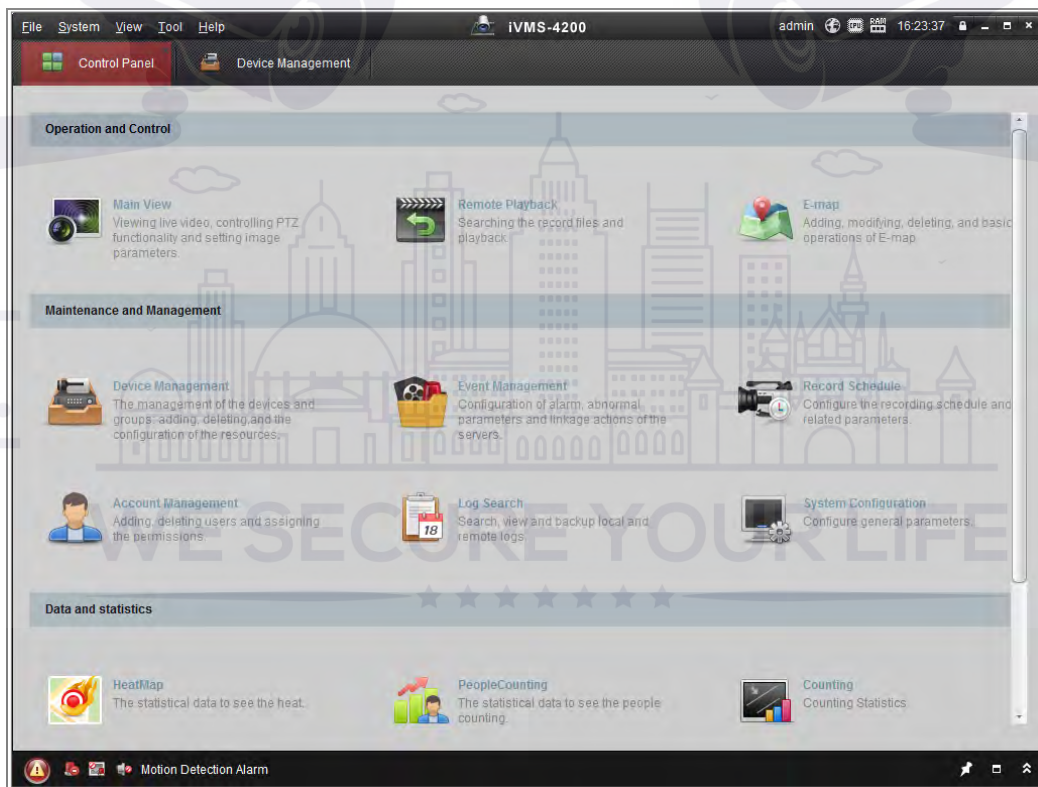 File System View Tool Help
iVMS-4200
admin CPU RAM 16:23:37
Control Panel Device Management
Operation and Control
Main View
Viewing live video, controlling PTZ
functionality and setting image
parameters.
Remote Playback
Searching the record files and
playback
E-map
Adding, modifying, deleting, and basic
operations of E-map
Maintenance and Management
Device Management
The management of the devices and
groups: adding, deleting,and the
configuration of the resources.
Event Management
Configuration of alarm, abnormal
parameters and linkage actions of the
servers.
Record Schedule
Configure the recording schedule and
related parameters.
Account Management
Adding, deleting users and assigning
the permissions.
Log Search
Search, view and backup local and
remote logs.
18
System Configuration
Configure general parameters.
WE SECURE YOUR LIFE
Data and statistics
HeatMap
The statistical data to see the heat.
PeopleCounting
The statistical data to see the people
counting.
Counting
Counting Statistics.
Motion Detection Alarm